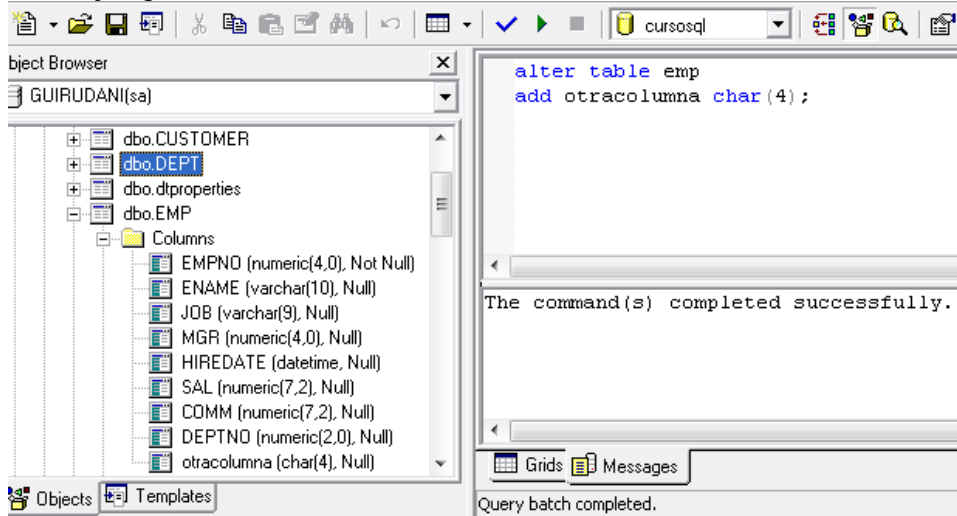 cursosql
bject Browser
GUIRUDANI(sa)
dbo.CUSTOMER
dbo.DEPT
dbo.dtproperties
dbo.EMP
Columns
EMPNO (numeric(4,0), Not Null)
ENAME (varchar(10), Null)
JOB (varchar(9), Null)
MGR (numeric(4,0), Null)
HIREDATE (datetime, Null)
SAL (numeric(7,2), Null)
COMM (numeric(7,2), Null)
DEPTNO (numeric(2,0), Null)
otracolumna (char(4), Null)
Objects Templates
alter table emp
add otracolumna char(4);
The command(s) completed successfully.
Grids Messages
Query batch completed.